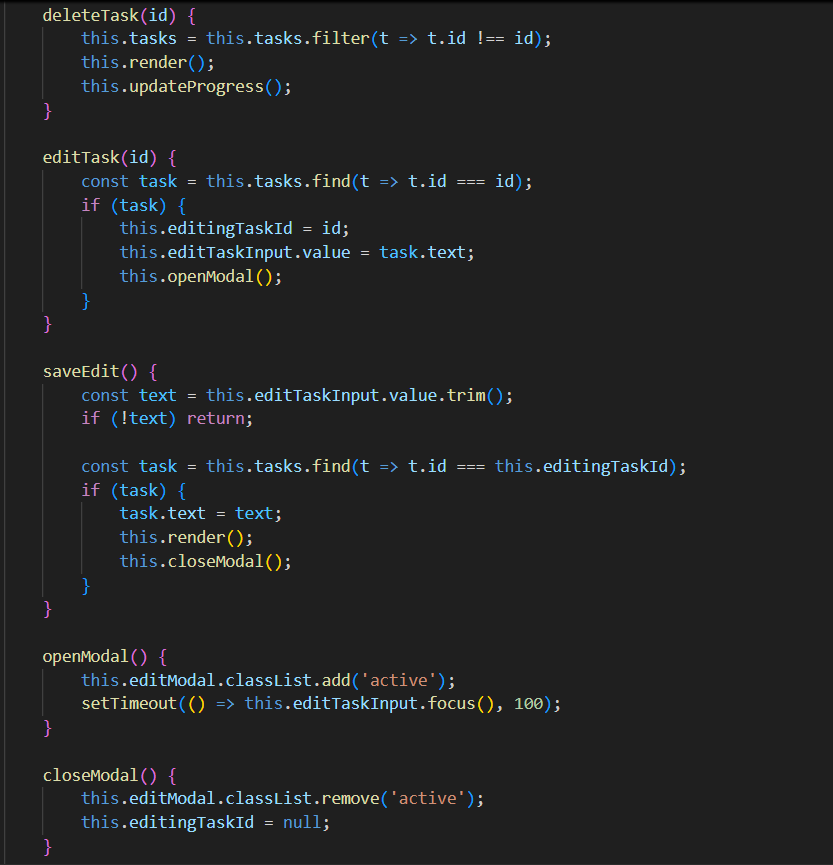 deleteTask(id) {
    this.tasks = this.tasks.filter(t => t.id !== id);
    this.render();
    this.updateProgress();
}

editTask(id) {
    const task = this.tasks.find(t => t.id === id);
    if (task) {
        this.editingTaskId = id;
        this.editTaskInput.value = task.text;
        this.openModal();
    }
}

saveEdit() {
    const text = this.editTaskInput.value.trim();
    if (!text) return;

    const task = this.tasks.find(t => t.id === this.editingTaskId);
    if (task) {
        task.text = text;
        this.render();
        this.closeModal();
    }
}

openModal() {
    this.editModal.classList.add('active');
    setTimeout(() => this.editTaskInput.focus(), 100);
}

closeModal() {
    this.editModal.classList.remove('active');
    this.editingTaskId = null;
}